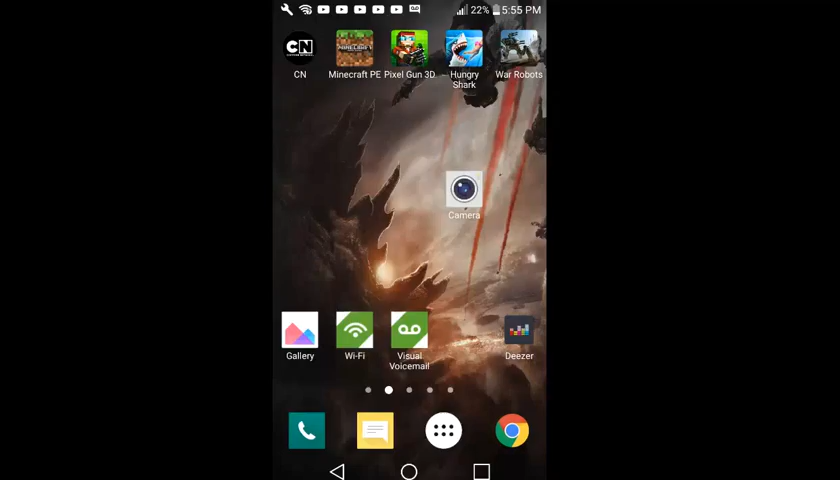 22% 5:55 PM
CN
CN Minecraft PE Pixel Gun 3D Hungry Shark War Robots
Camera
Gallery Wi-Fi Visual Voicemail Deezer